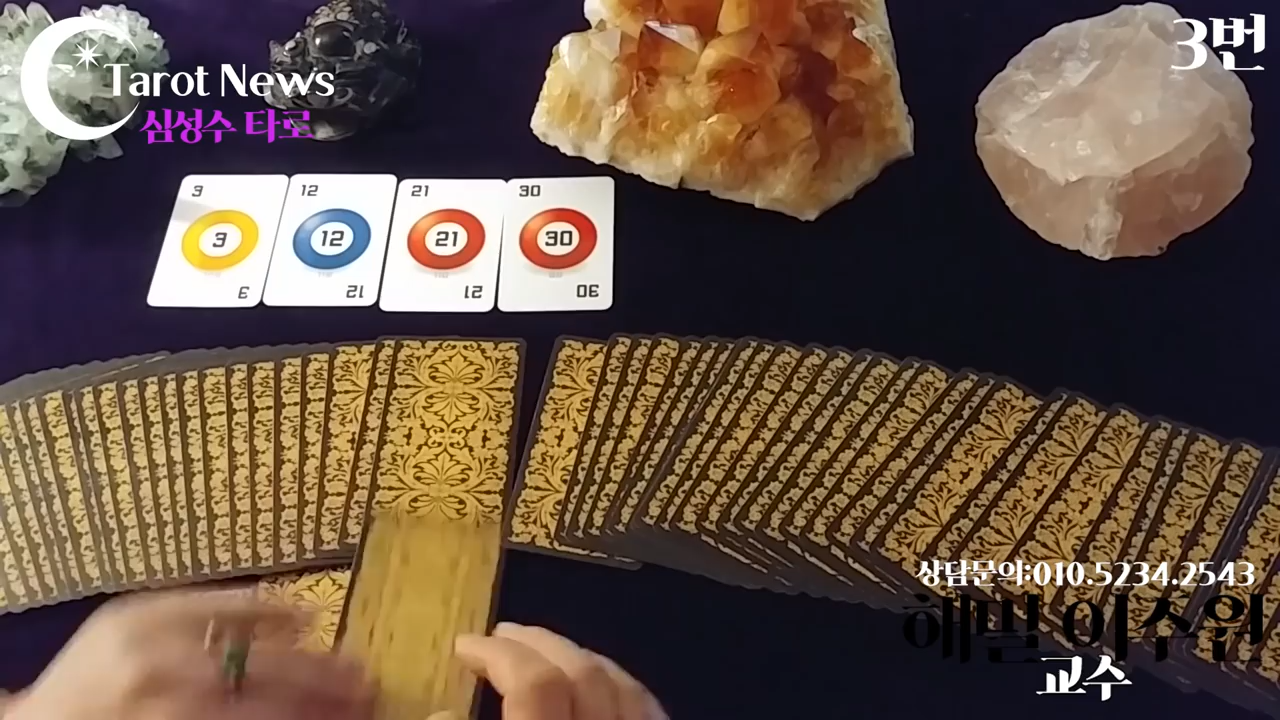 Tarot News
심성수 타로
3번
3 12 21 30
3 12 21 30
3 12 21 30
상담문의:010.5234.2543
해밀 이수원
교수